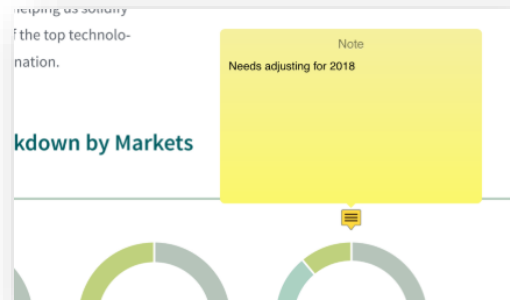 helping us solidify
f the top technolo-
nation.
Note
Needs adjusting for 2018
kdown by Markets